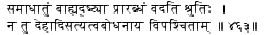 समाधातुं बाह्यदृष्ट्या प्रारब्धं वदति श्रुतिः ।
न तु देहादिसत्यत्वबोधनाय विपश्चिताम् ॥ ४६३॥